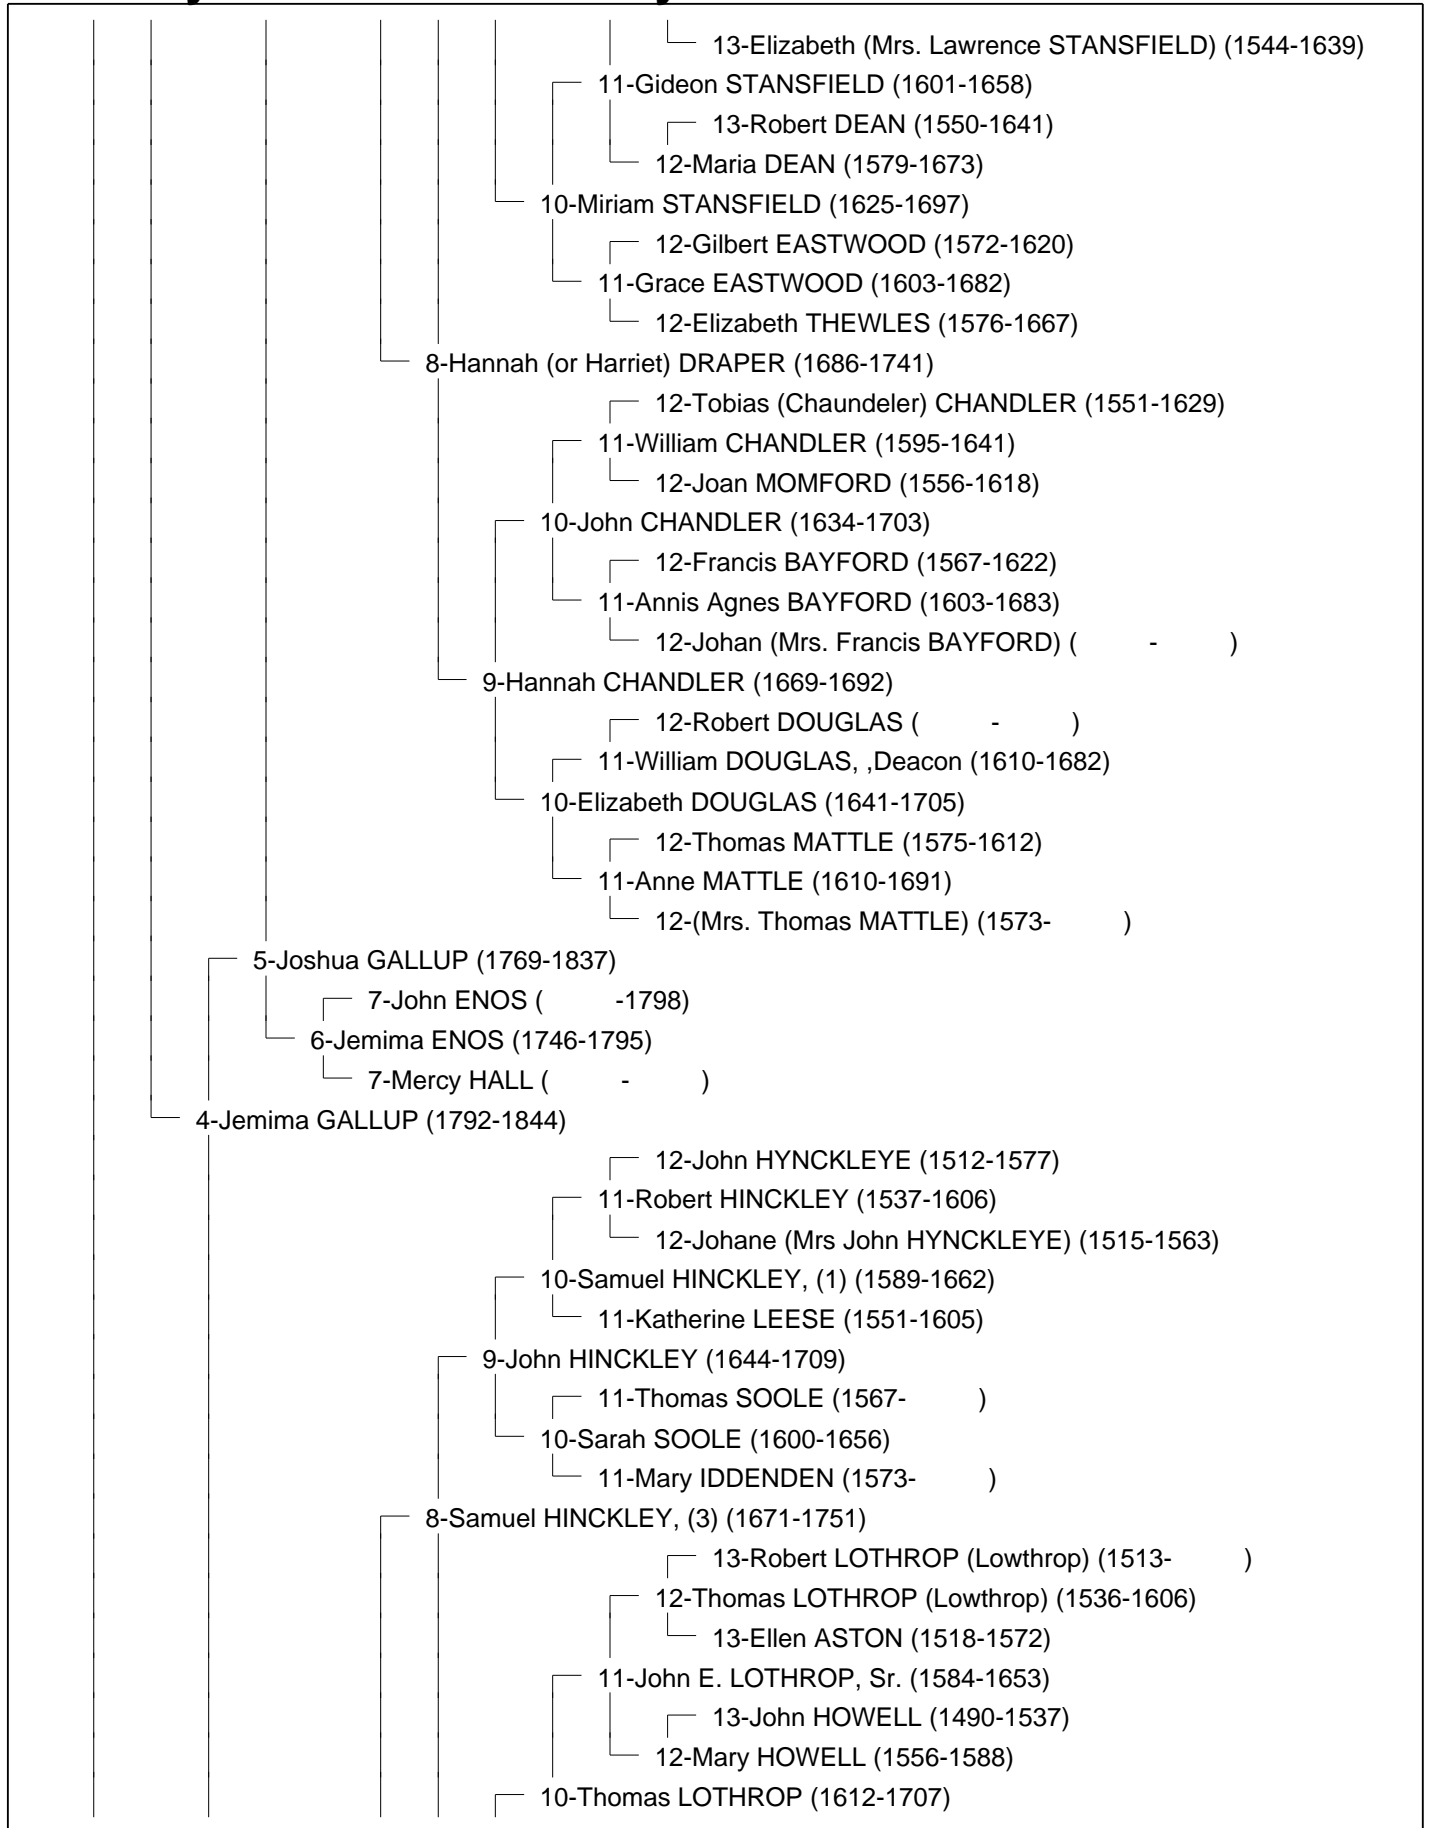 13-Elizabeth (Mrs. Lawrence STANSFIELD) (1544-1639)
11-Gideon STANSFIELD (1601-1658)
13-Robert DEAN (1550-1641)
12-Maria DEAN (1579-1673)
10-Miriam STANSFIELD (1625-1697)
12-Gilbert EASTWOOD (1572-1620)
11-Grace EASTWOOD (1603-1682)
12-Elizabeth THEWLES (1576-1667)
8-Hannah (or Harriet) DRAPER (1686-1741)
12-Tobias (Chaundeler) CHANDLER (1551-1629)
11-William CHANDLER (1595-1641)
12-Joan MOMFORD (1556-1618)
10-John CHANDLER (1634-1703)
12-Francis BAYFORD (1567-1622)
11-Annis Agnes BAYFORD (1603-1683)
12-Johan (Mrs. Francis BAYFORD) ( - )
9-Hannah CHANDLER (1669-1692)
12-Robert DOUGLAS ( - )
11-William DOUGLAS, ,Deacon (1610-1682)
10-Elizabeth DOUGLAS (1641-1705)
12-Thomas MATTLE (1575-1612)
11-Anne MATTLE (1610-1691)
12-(Mrs. Thomas MATTLE) (1573- )
5-Joshua GALLUP (1769-1837)
7-John ENOS ( -1798)
6-Jemima ENOS (1746-1795)
7-Mercy HALL ( - )
4-Jemima GALLUP (1792-1844)
12-John HYNCKLEYE (1512-1577)
11-Robert HINCKLEY (1537-1606)
12-Johane (Mrs John HYNCKLEYE) (1515-1563)
10-Samuel HINCKLEY, (1) (1589-1662)
11-Katherine LEESE (1551-1605)
9-John HINCKLEY (1644-1709)
11-Thomas SOOLE (1567- )
10-Sarah SOOLE (1600-1656)
11-Mary IDDENDEN (1573- )
8-Samuel HINCKLEY, (3) (1671-1751)
13-Robert LOTHROP (Lowthrop) (1513- )
12-Thomas LOTHROP (Lowthrop) (1536-1606)
13-Ellen ASTON (1518-1572)
11-John E. LOTHROP, Sr. (1584-1653)
13-John HOWELL (1490-1537)
12-Mary HOWELL (1556-1588)
10-Thomas LOTHROP (1612-1707)